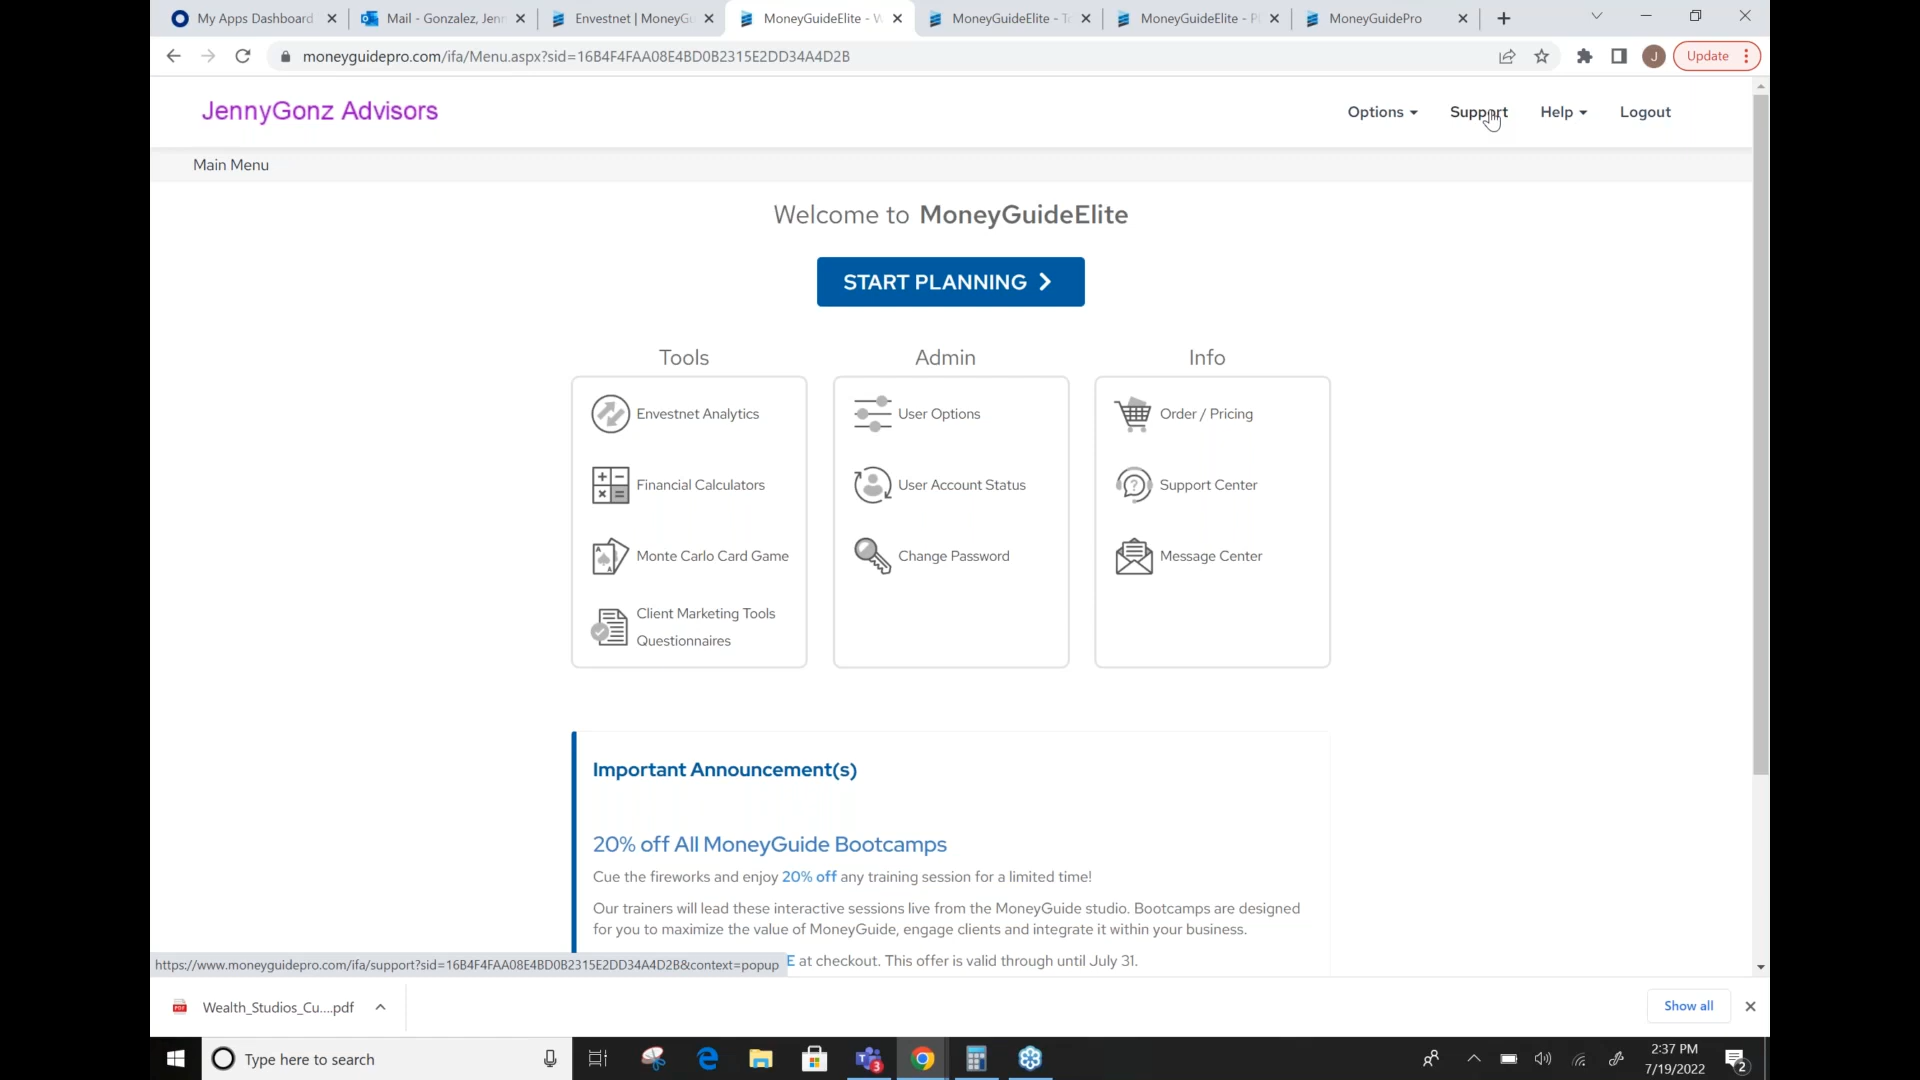 My Apps Dashboard
Mail - Gonzalez, Jenn
Envestnet | MoneyGu
MoneyGuideElite - W
MoneyGuideElite - T
MoneyGuideElite - Pl
MoneyGuidePro
moneyguidepro.com/ifa/Menu.aspx?sid=16B4F4FAA08E4BD0B2315E2DD34A4D2B
J
Update
JennyGonz Advisors
Options
Support
Help
Logout
Main Menu
Welcome to MoneyGuideElite
START PLANNING
Tools
Envestnet Analytics
Financial Calculators
Monte Carlo Card Game
Client Marketing Tools
Questionnaires
Admin
User Options
User Account Status
Change Password
Info
Order / Pricing
Support Center
Message Center
Important Announcement(s)
20% off All MoneyGuide Bootcamps
Cue the fireworks and enjoy 20% off any training session for a limited time!
Our trainers will lead these interactive sessions live from the MoneyGuide studio. Bootcamps are designed
for you to maximize the value of MoneyGuide, engage clients and integrate it within your business.
E at checkout. This offer is valid through until July 31.
https://www.moneyguidepro.com/ifa/support?sid=16B4F4FAA08E4BD0B2315E2DD34A4D2B&context=popup
PDF
Wealth_Studios_Cu....pdf
Show all
Type here to search
3
2:37 PM
7/19/2022
2